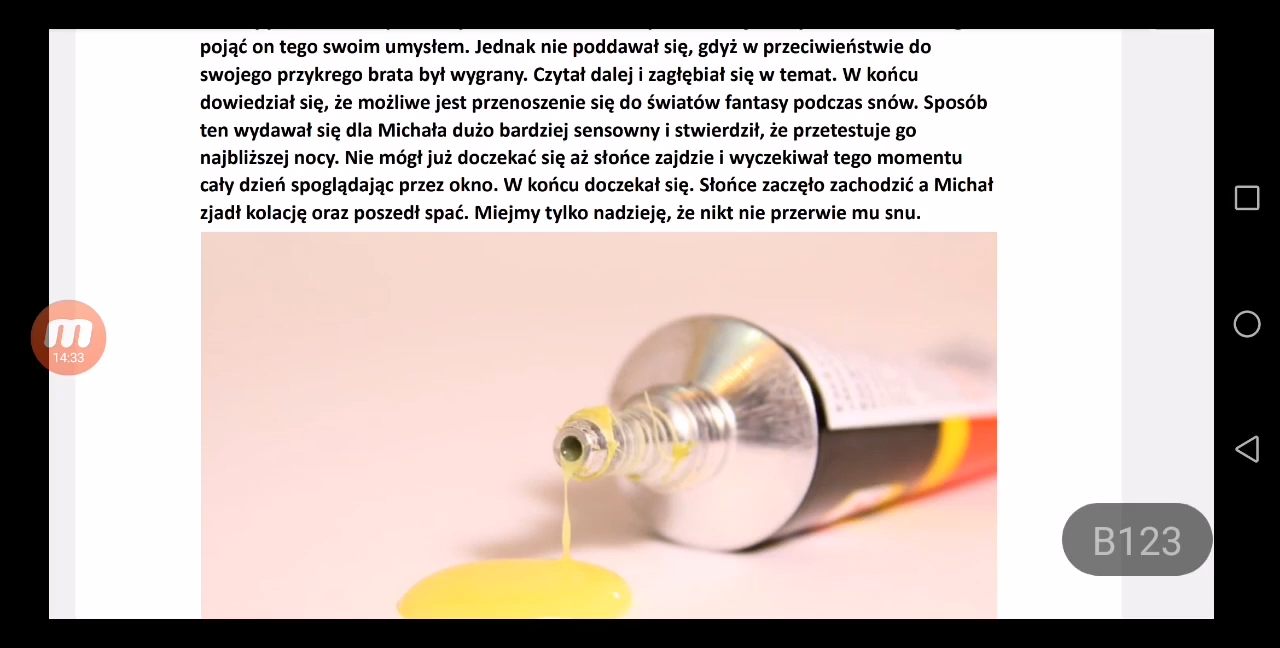 pojąć on tego swoim umysłem. Jednak nie poddawał się, gdyż w przeciwieństwie do
swojego przykrego brata był wygrany. Czytał dalej i zagłębiał się w temat. W końcu
dowiedział się, że możliwe jest przenoszenie się do światów fantasy podczas snów. Sposób
ten wydawał się dla Michała dużo bardziej sensowny i stwierdził, że przetestuje go
najbliższej nocy. Nie mógł już doczekać się aż słońce zajdzie i wyczekiwał tego momentu
cały dzień spoglądając przez okno. W końcu doczekał się. Słońce zaczęło zachodzić a Michał
zjadł kolację oraz poszedł spać. Miejmy tylko nadzieję, że nikt nie przerwie mu snu.
m
14:33
B123